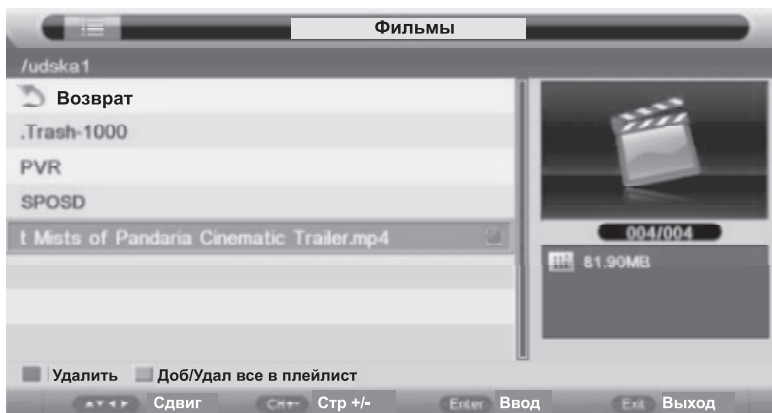 Фильмы
/udska1
Возврат
.Trash-1000
PVR
SPOSD
t Mists of Pandaria Cinematic Trailer.mp4
004/004
81.90MB
Удалить Доб/Удал все в плейлист
Сдвиг CH+- Стр +/- Enter Ввод Exit Выход